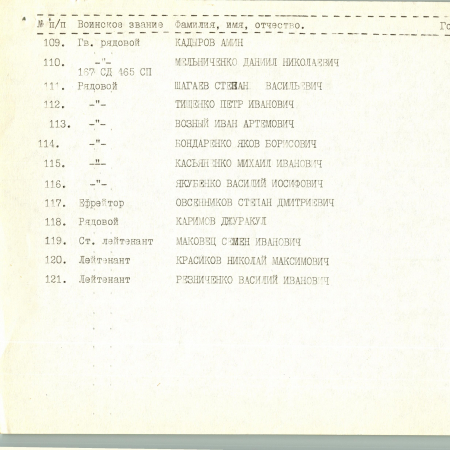 № п/п Воинское звание Фамилия, имя, отчество. Го
109. Гв. рядовой КАДЫРОВ АМИН
110. -"- МЕЛЬНИЧЕНКО ДАНИИЛ НИКОЛАЕВИЧ
157 СД 465 СП
111. Рядовой ШАГАЕВ СТЕПАН ВАСИЛЬЕВИЧ
112. -"- ТИЩЕНКО ПЕТР ИВАНОВИЧ
113. -"- ВОЗНЫЙ ИВАН АРТЕМОВИЧ
114. -"- БОНДАРЕНКО ЯКОВ БОРИСОВИЧ
115. -"- КАСЬЯНЕНКО МИХАИЛ ИВАНОВИЧ
116. -"- ЯКУБЕНКО ВАСИЛИЙ ИОСИФОВИЧ
117. Ефрейтор ОВСЕННИКОВ СТЕПАН ДМИТРИЕВИЧ
118. Рядовой КАРИМОВ ДЖУРАКУЛ
119. Ст. лейтенант МАКОВЕЦ СЕМЕН ИВАНОВИЧ
120. Лейтенант КРАСИКОВ НИКОЛАЙ МАКСИМОВИЧ
121. Лейтенант РЕЗНИЧЕНКО ВАСИЛИЙ ИВАНОВИЧ